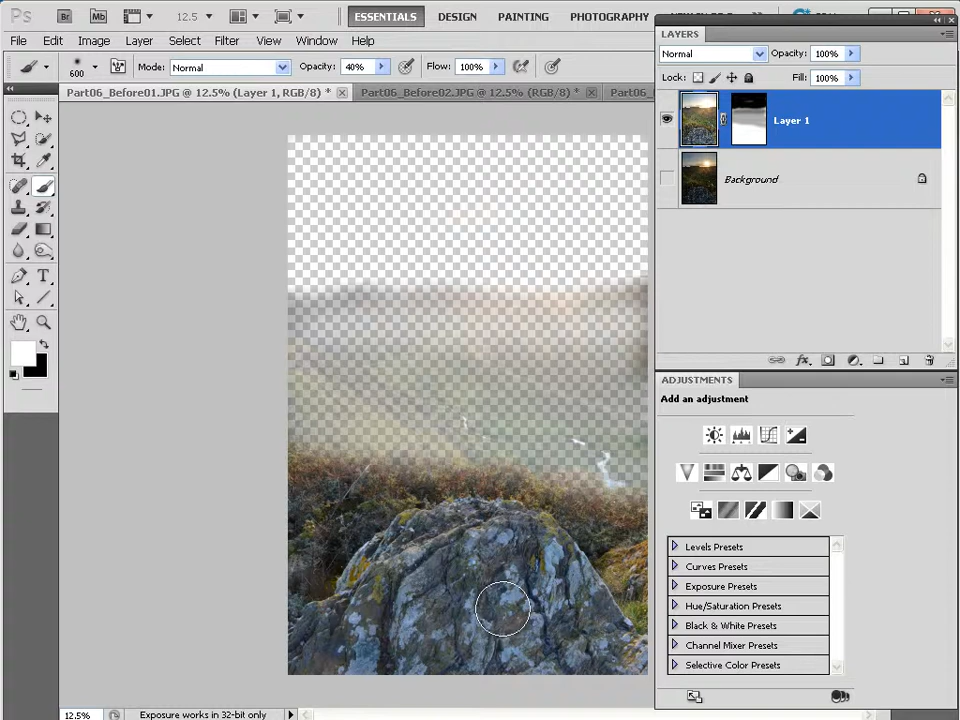 Ps Br Mb 12.5 ESSENTIALS DESIGN PAINTING PHOTOGRAPHY
File Edit Image Layer Select Filter View Window Help
600 Mode: Normal Opacity: 40% Flow: 100%
Part06_Before01.JPG @ 12.5% (Layer 1, RGB/8) * Part06_Before02.JPG @ 12.5% (RGB/8) * Part06
LAYERS
Normal Opacity: 100%
Lock: Fill: 100%
Layer 1
Background
ADJUSTMENTS
Add an adjustment
Levels Presets
Curves Presets
Exposure Presets
Hue/Saturation Presets
Black & White Presets
Channel Mixer Presets
Selective Color Presets
12.5% Exposure works in 32-bit only